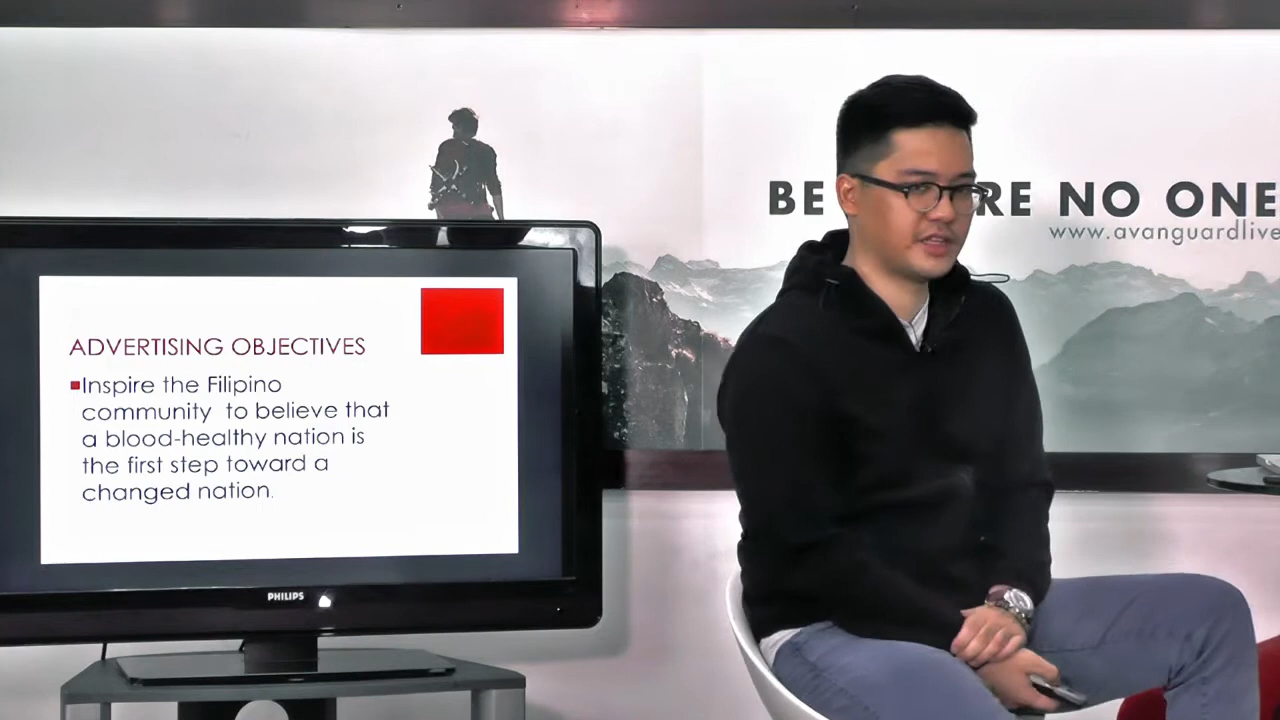 BE RE NO ONE
www.avanguardlive
ADVERTISING OBJECTIVES
Inspire the Filipino
community to believe that
a blood-healthy nation is
the first step toward a
changed nation.
PHILIPS